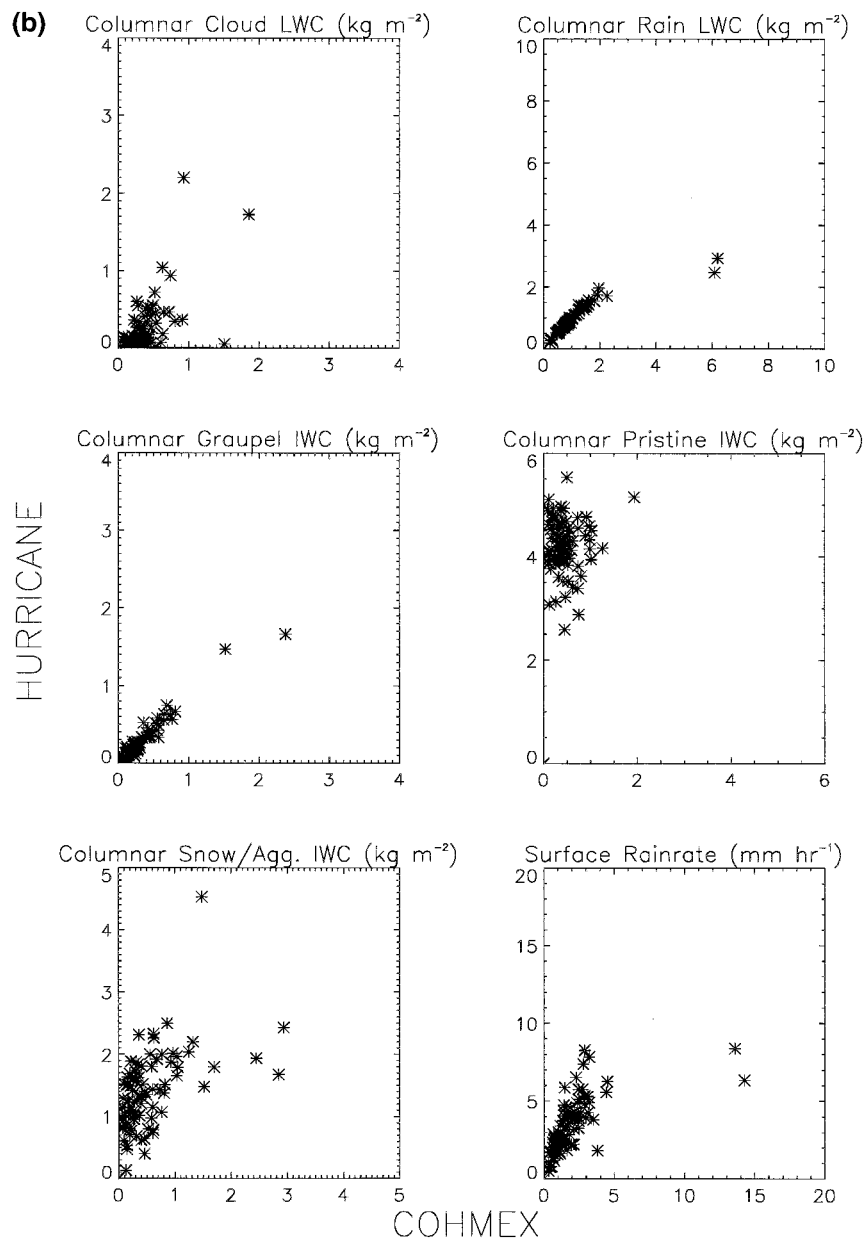 (b)
Columnar Cloud LWC (kg m⁻²)
4
3
2
1
0
0 1 2 3 4
Columnar Rain LWC (kg m⁻²)
10
8
6
4
2
0
0 2 4 6 8 10
HURRICANE
Columnar Graupel IWC (kg m⁻²)
4
3
2
1
0
0 1 2 3 4
Columnar Pristine IWC (kg m⁻²)
6
4
2
0
0 2 4 6
Columnar Snow/Agg. IWC (kg m⁻²)
5
4
3
2
1
0
0 1 2 3 4 5
Surface Rainrate (mm hr⁻¹)
20
15
10
5
0
0 5 10 15 20
COHMEX